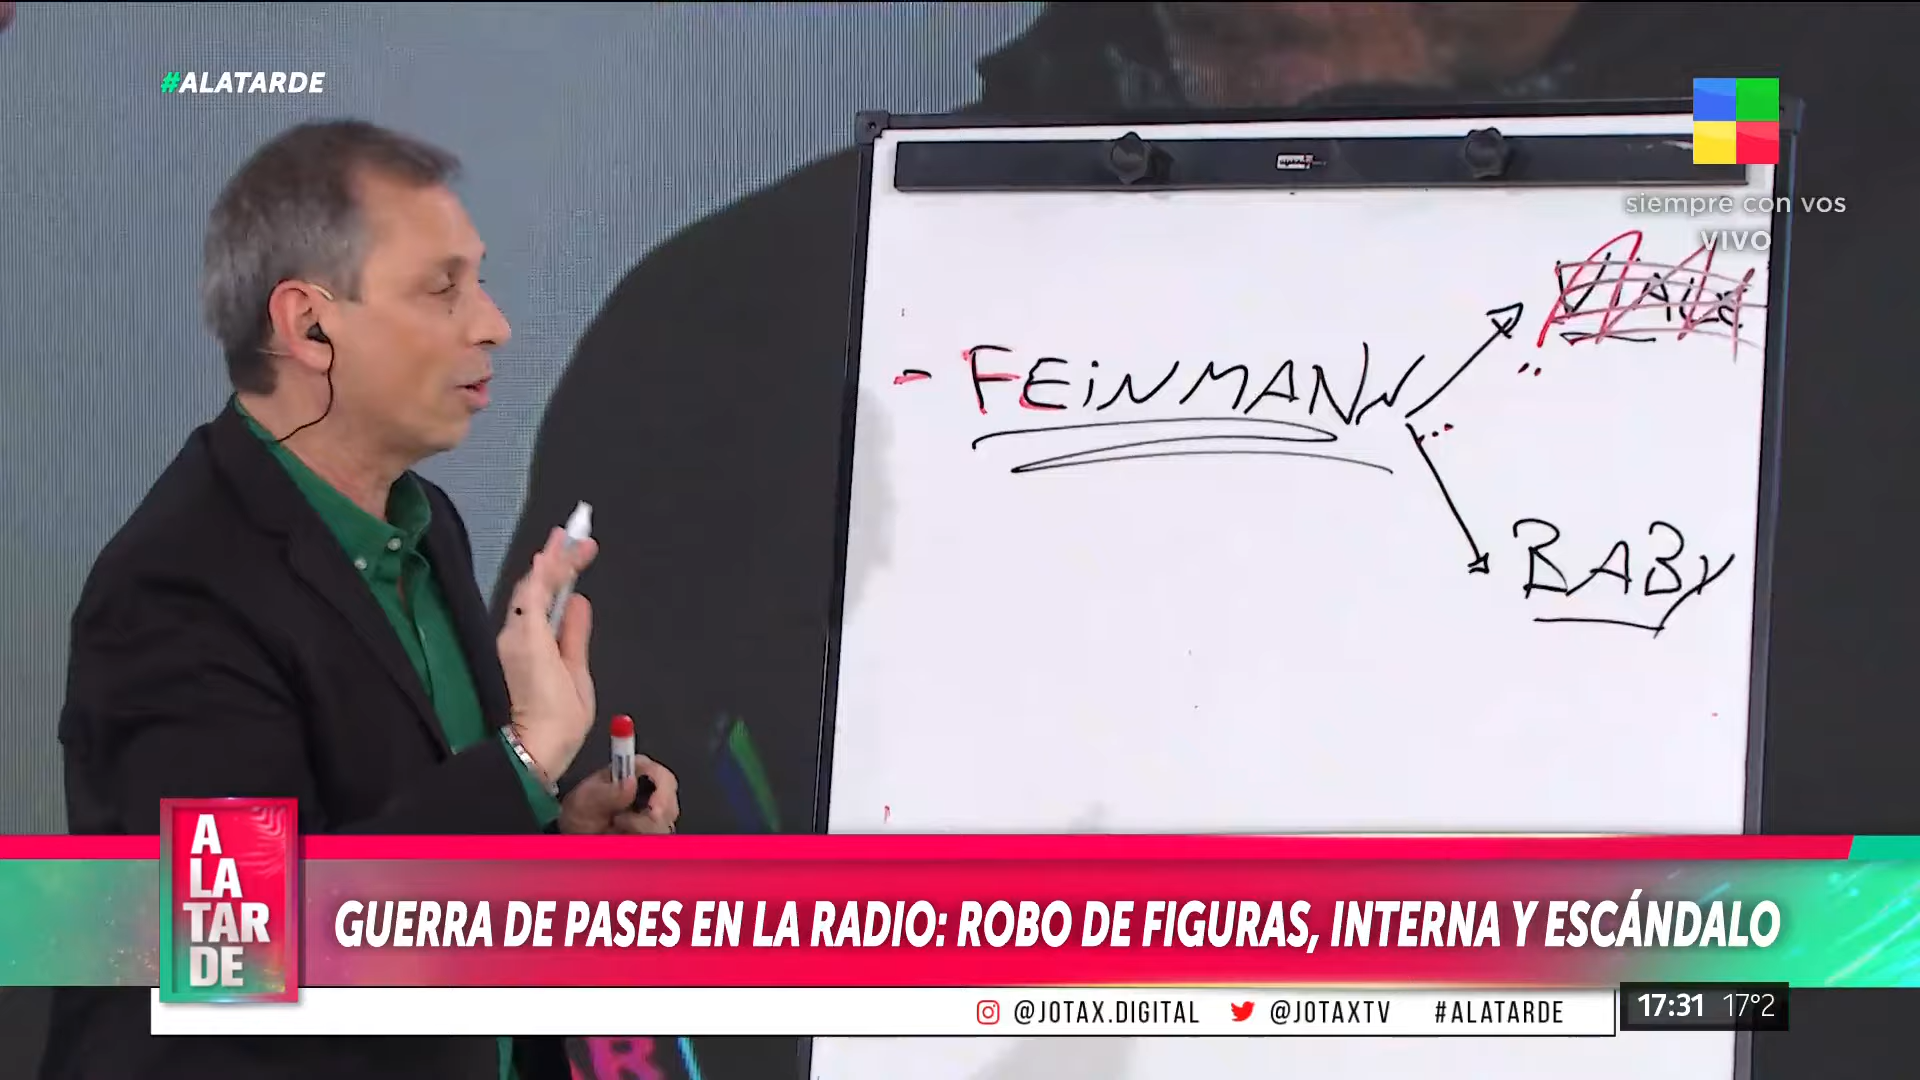 #ALATARDE
siempre con vos
VIVO
- FEiNMANN
BABY
A
LA
TAR
DE
GUERRA DE PASES EN LA RADIO: ROBO DE FIGURAS, INTERNA Y ESCÁNDALO
@JOTAX.DIGITAL @JOTAXTV #ALATARDE
17:31 17°2